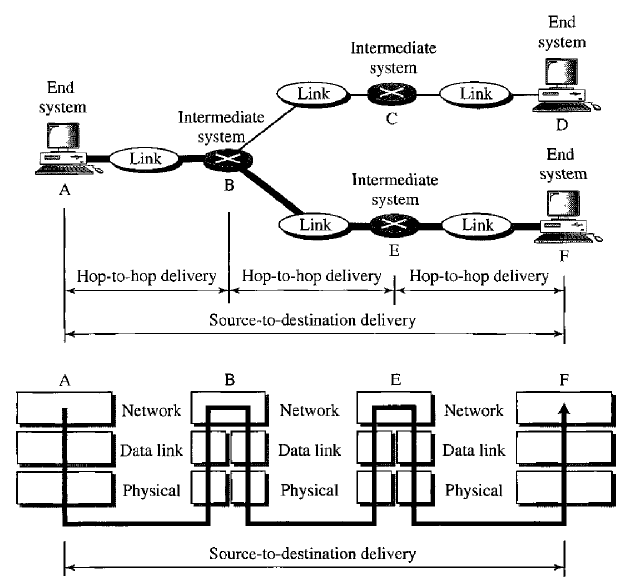 Intermediate
system
End
system
End
system
Link
Link
C
D
Intermediate
system
Link
A
B
Intermediate
system
End
system
Link
Link
E
F
Hop-to-hop delivery
Hop-to-hop delivery
Hop-to-hop delivery
Source-to-destination delivery
A
B
E
F
Network
Network
Network
Data link
Data link
Data link
Physical
Physical
Physical
Source-to-destination delivery